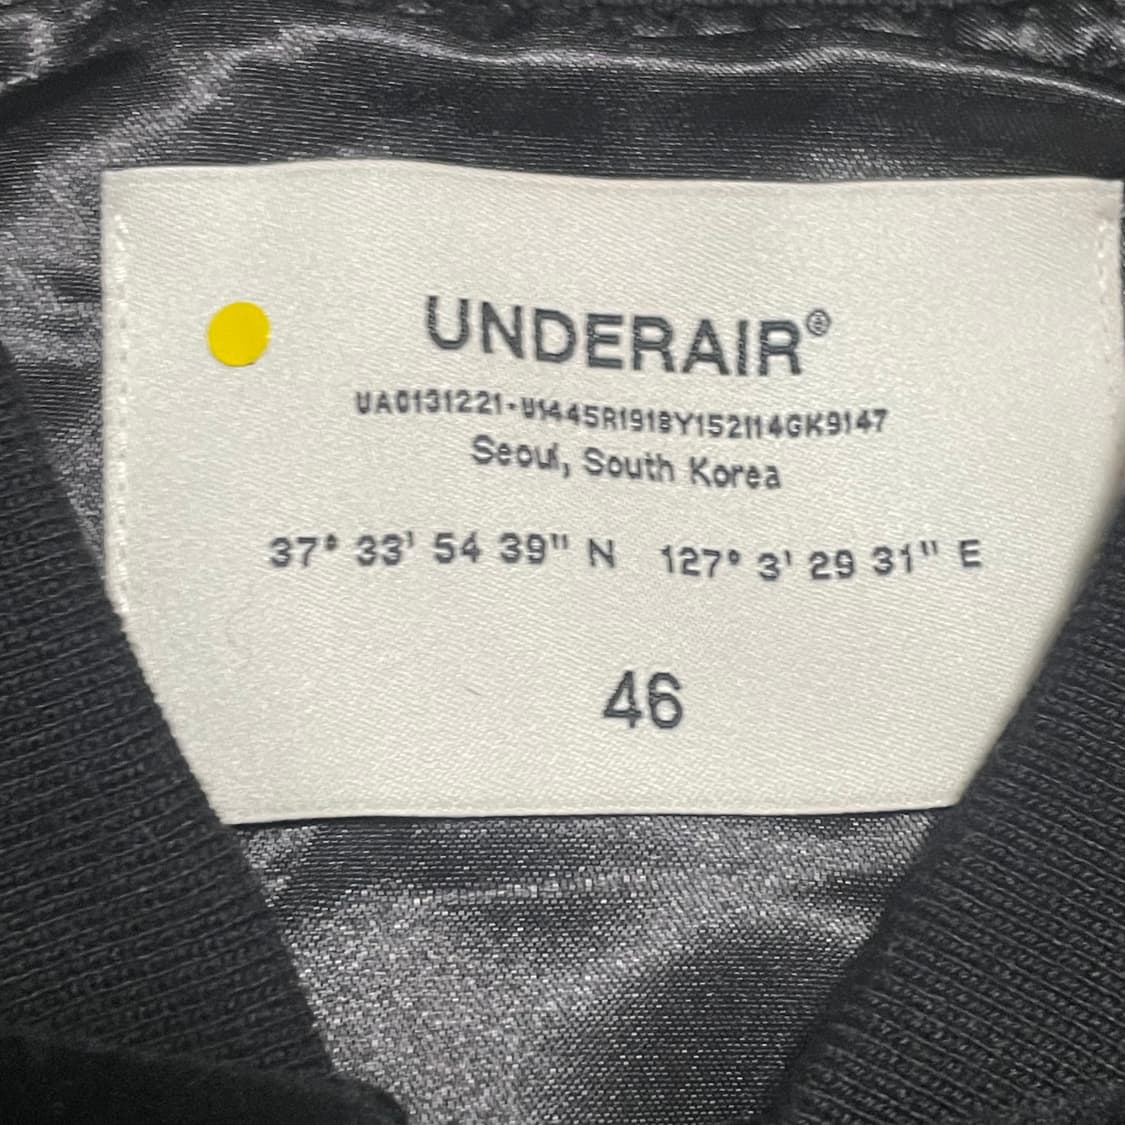 UNDERAIR®
UA0131221-U1445R1918Y152114GK9147
Seoul, South Korea
37° 33' 54 39" N 127° 3' 29 31" E
46